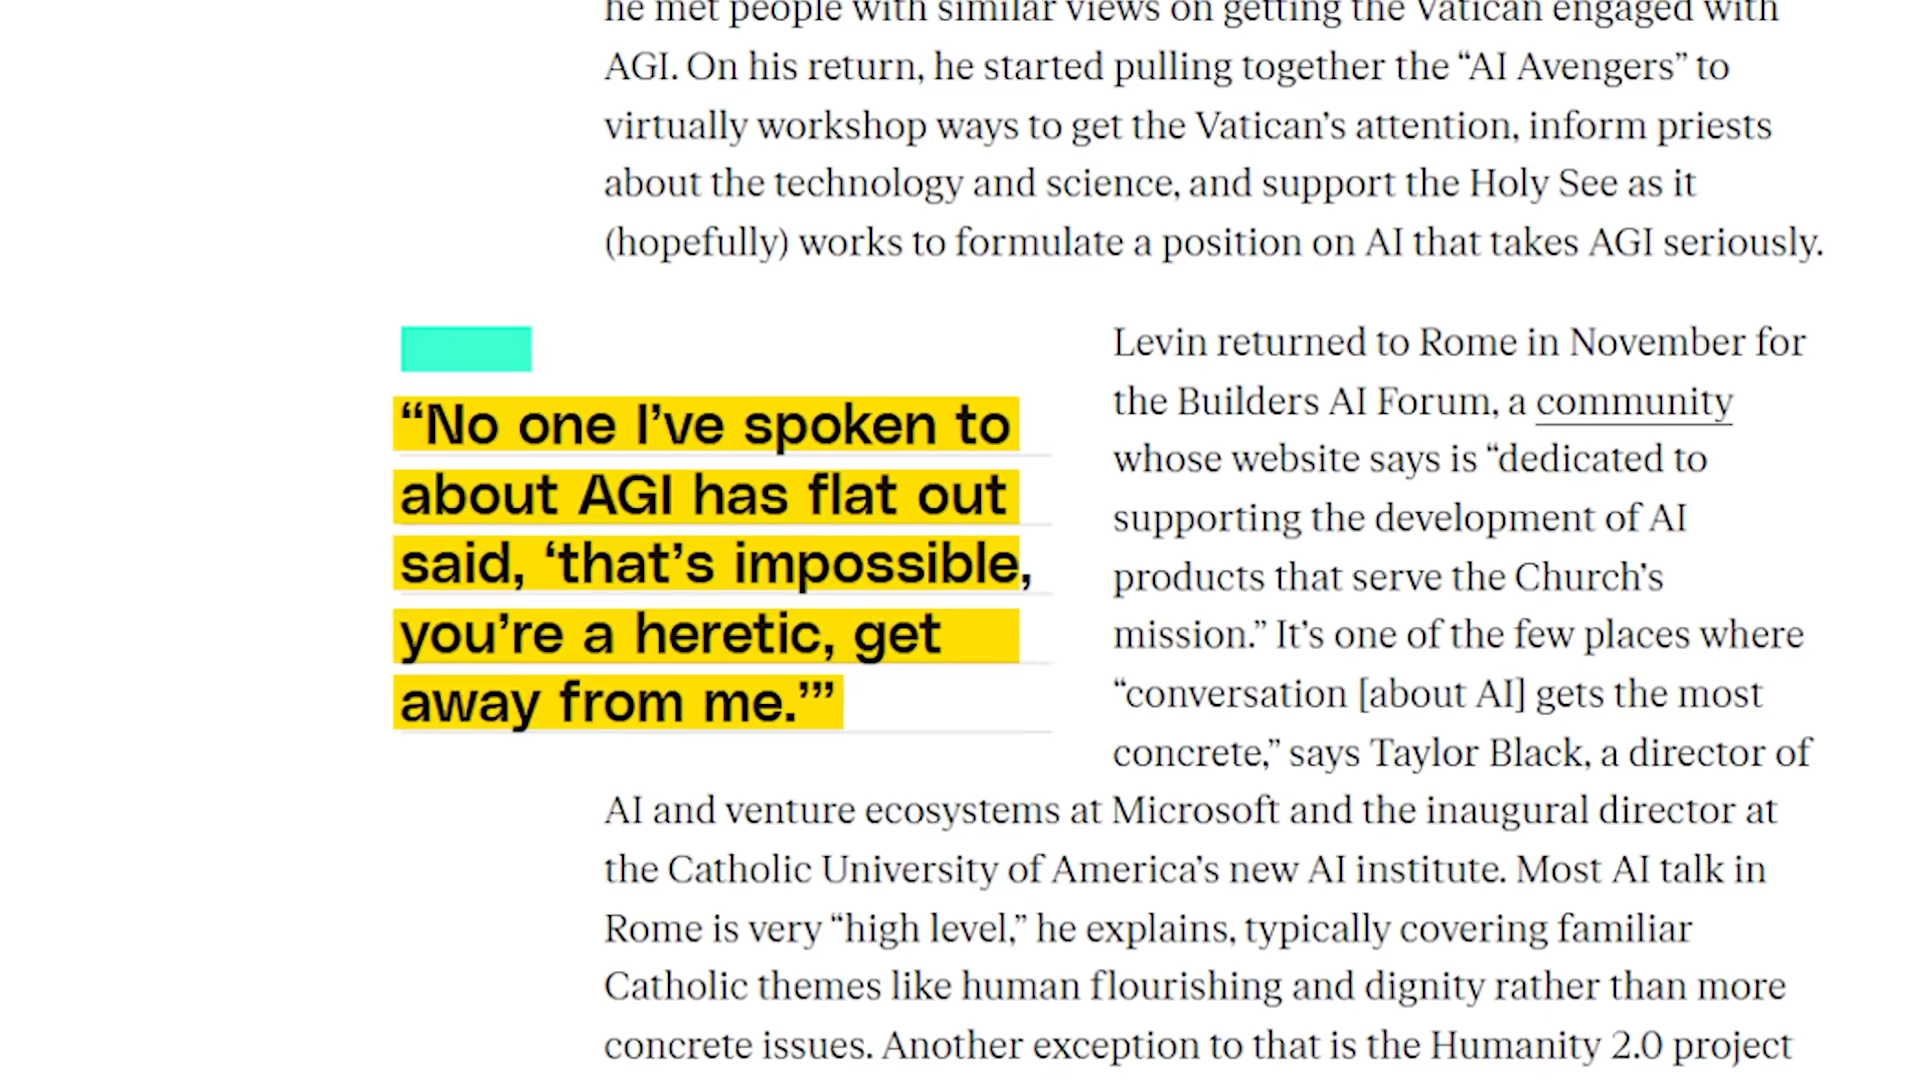 he met people with similar views on getting the Vatican engaged with
AGI. On his return, he started pulling together the “AI Avengers” to
virtually workshop ways to get the Vatican’s attention, inform priests
about the technology and science, and support the Holy See as it
(hopefully) works to formulate a position on AI that takes AGI seriously.
“No one I’ve spoken to
about AGI has flat out
said, ‘that’s impossible,
you’re a heretic, get
away from me.’”
Levin returned to Rome in November for
the Builders AI Forum, a community
whose website says is “dedicated to
supporting the development of AI
products that serve the Church’s
mission.” It’s one of the few places where
“conversation [about AI] gets the most
concrete,” says Taylor Black, a director of
AI and venture ecosystems at Microsoft and the inaugural director at
the Catholic University of America’s new AI institute. Most AI talk in
Rome is very “high level,” he explains, typically covering familiar
Catholic themes like human flourishing and dignity rather than more
concrete issues. Another exception to that is the Humanity 2.0 project